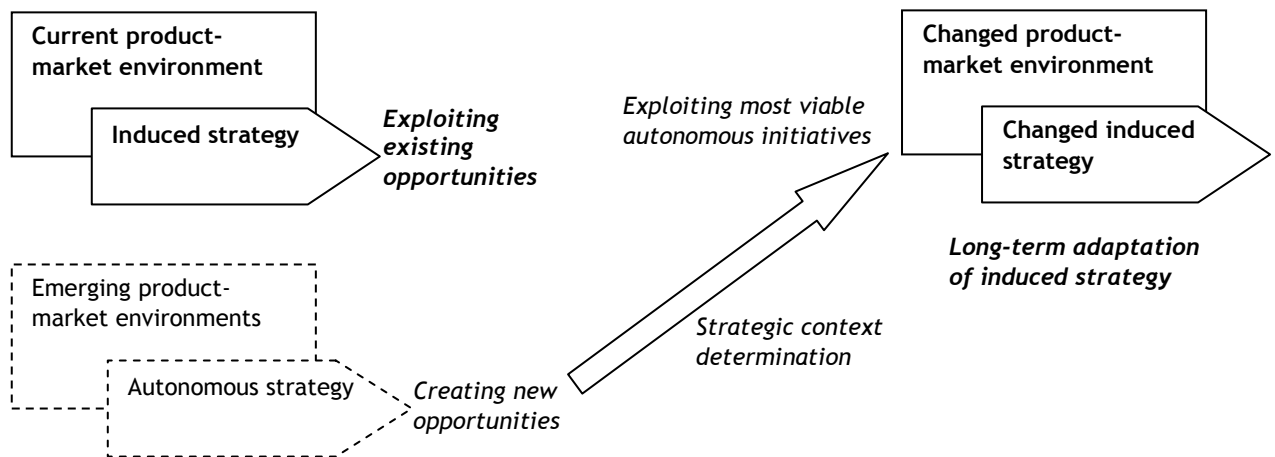 Current product-
market environment
Induced strategy
Exploiting
existing
opportunities
Emerging product-
market environments
Autonomous strategy
Creating new
opportunities
Exploiting most viable
autonomous initiatives
Strategic context
determination
Changed product-
market environment
Changed induced
strategy
Long-term adaptation
of induced strategy